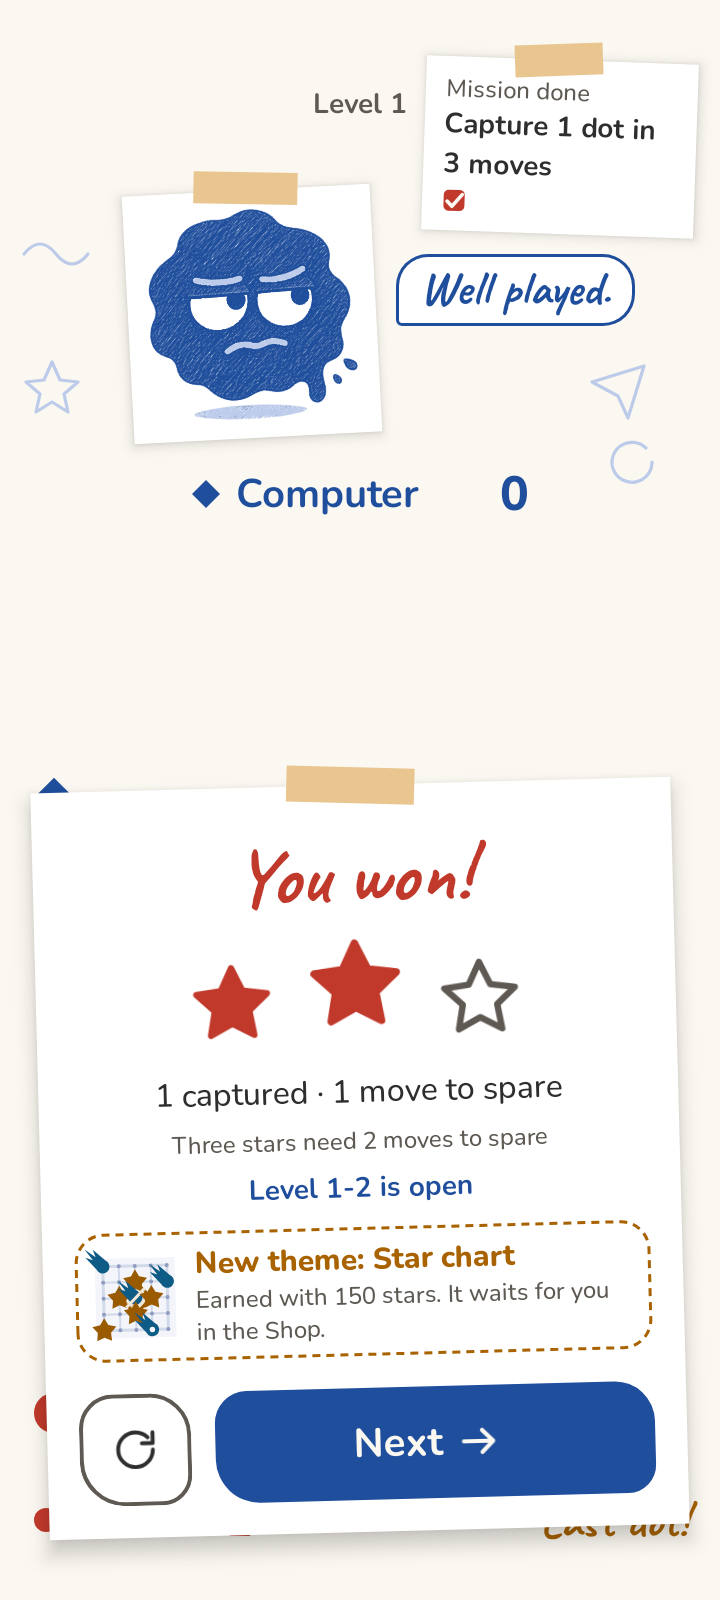 Level 1
Mission done
Capture 1 dot in
3 moves
Well played.
Computer 0
You won!
1 captured · 1 move to spare
Three stars need 2 moves to spare
Level 1-2 is open
New theme: Star chart
Earned with 150 stars. It waits for you
in the Shop.
Next
Last dot!